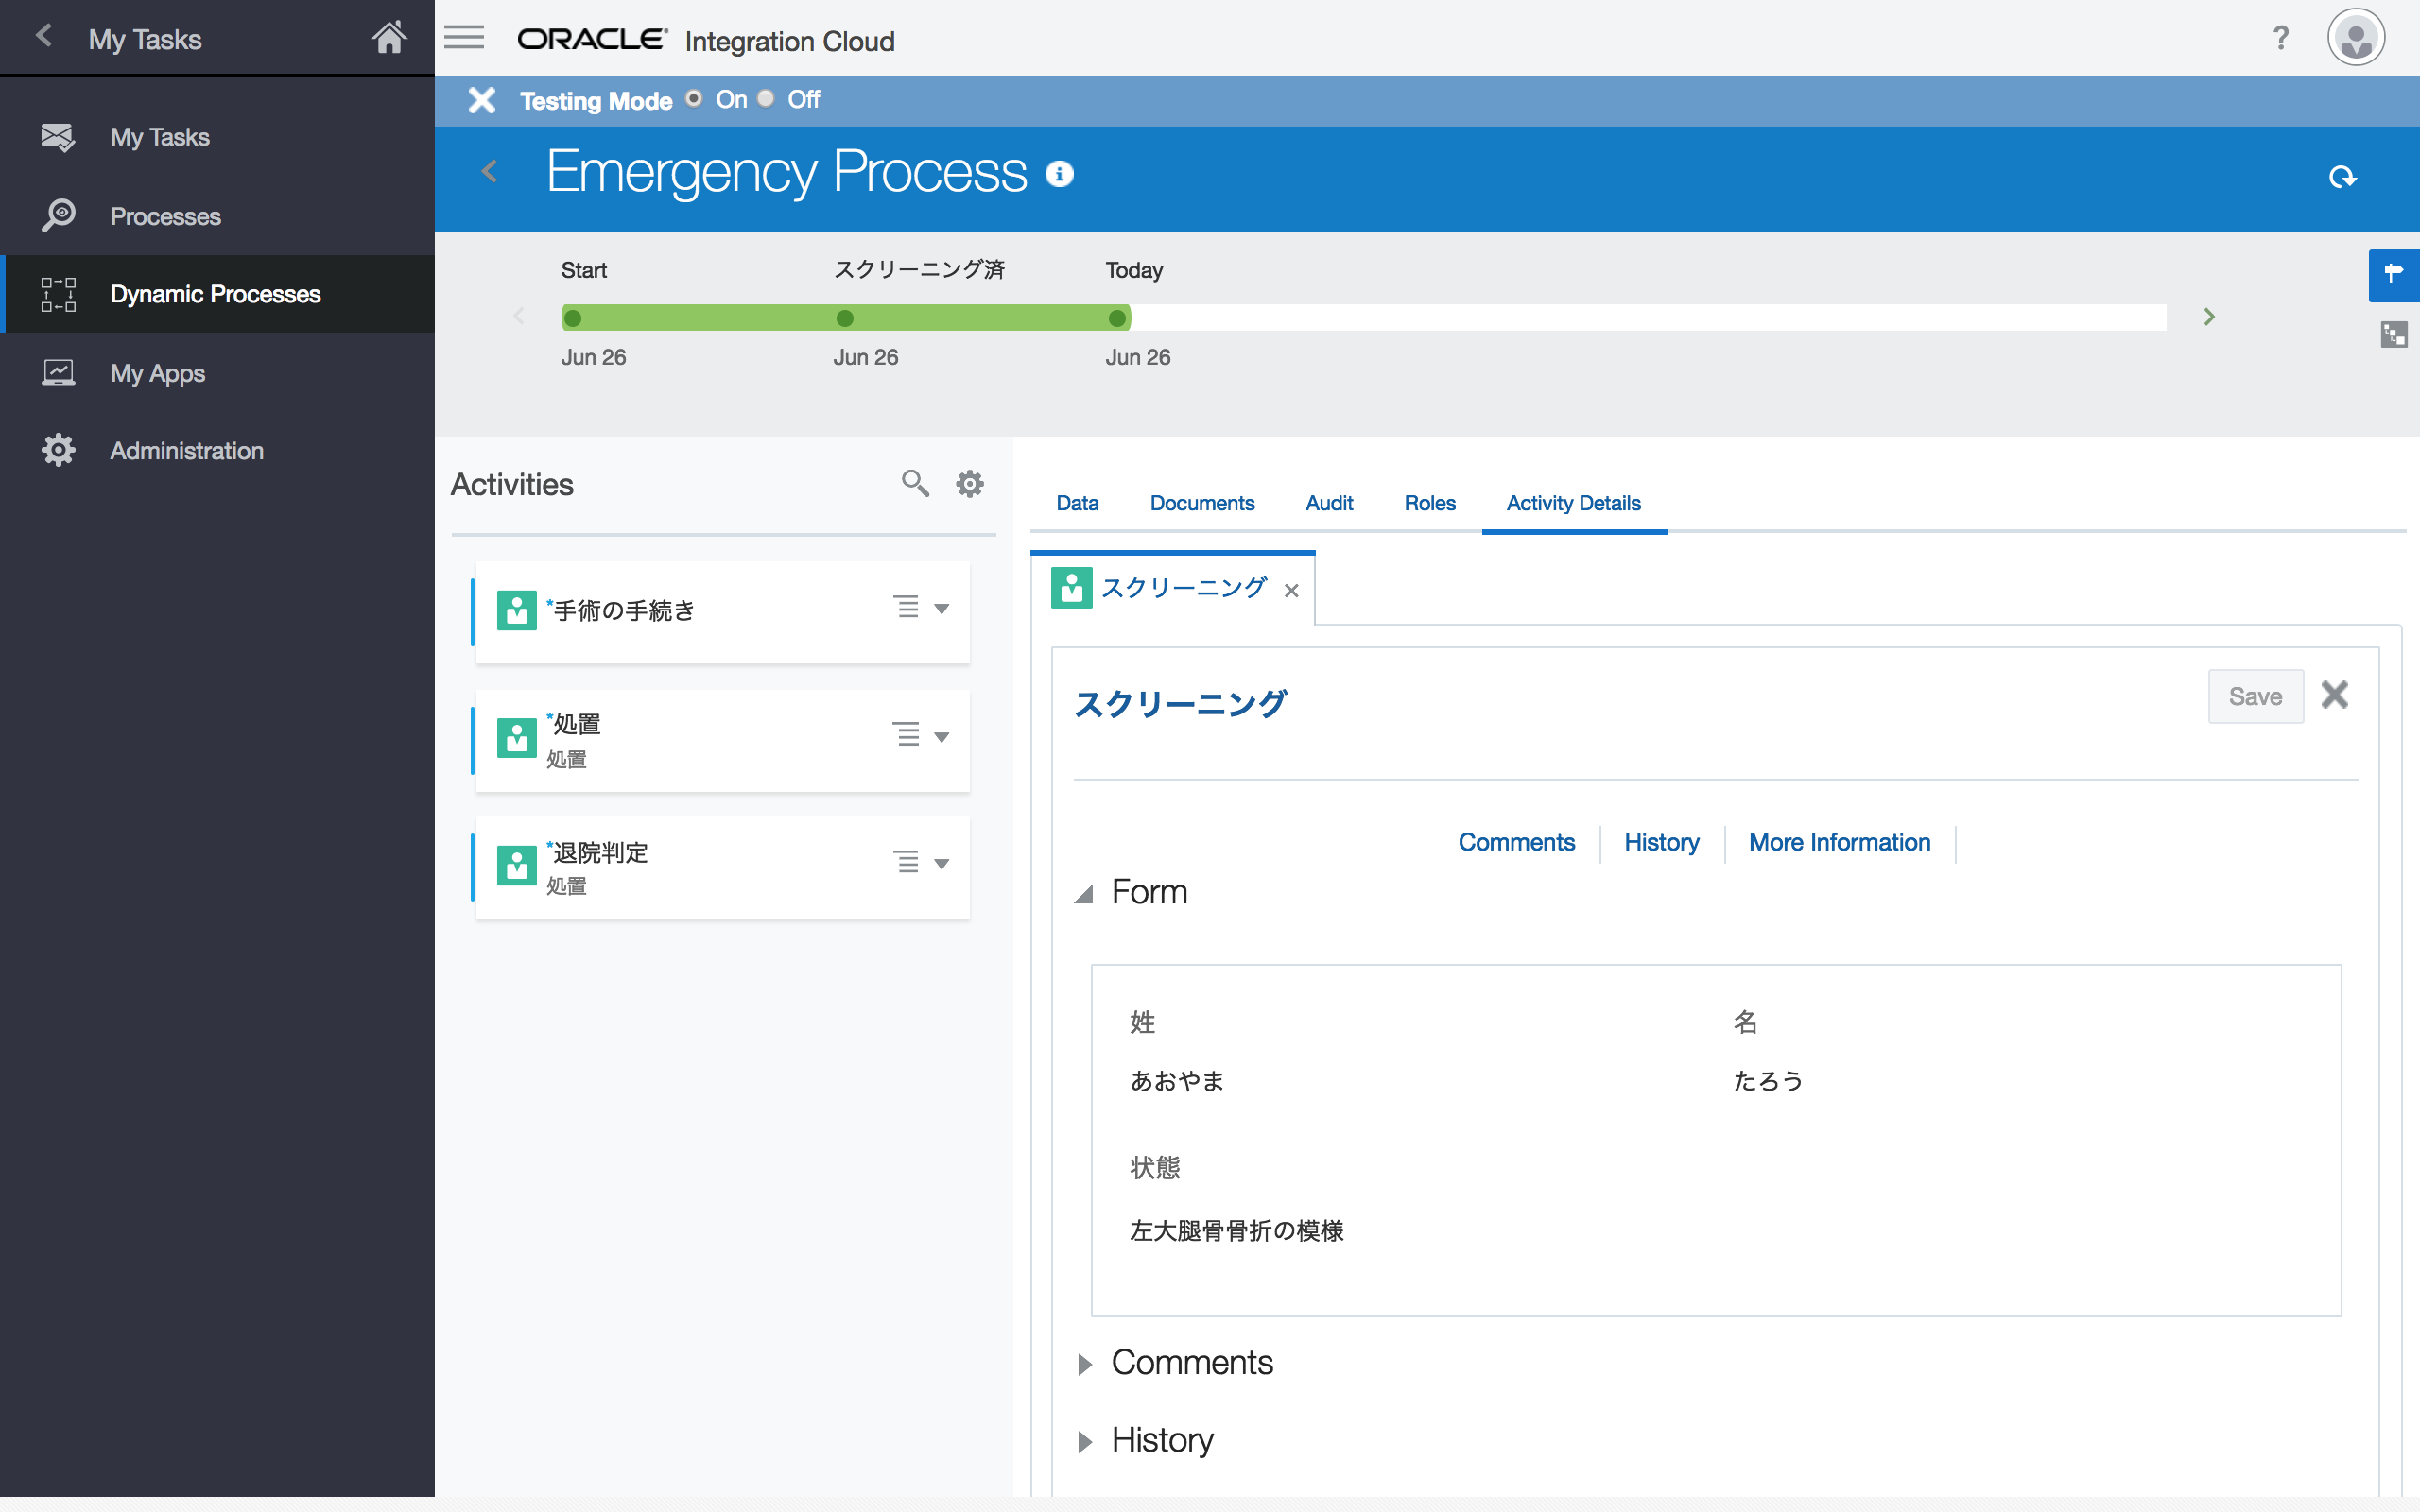 My Tasks
ORACLE Integration Cloud
?
Testing Mode On Off
My Tasks
Processes
Dynamic Processes
My Apps
Administration
Emergency Process
Start スクリーニング済 Today
Jun 26 Jun 26 Jun 26
Activities
*手術の手続き
*処置
処置
*退院判定
処置
Data Documents Audit Roles Activity Details
スクリーニング
スクリーニング
Save
Comments History More Information
Form
姓 名
あおやま たろう
状態
左大腿骨骨折の模様
Comments
History